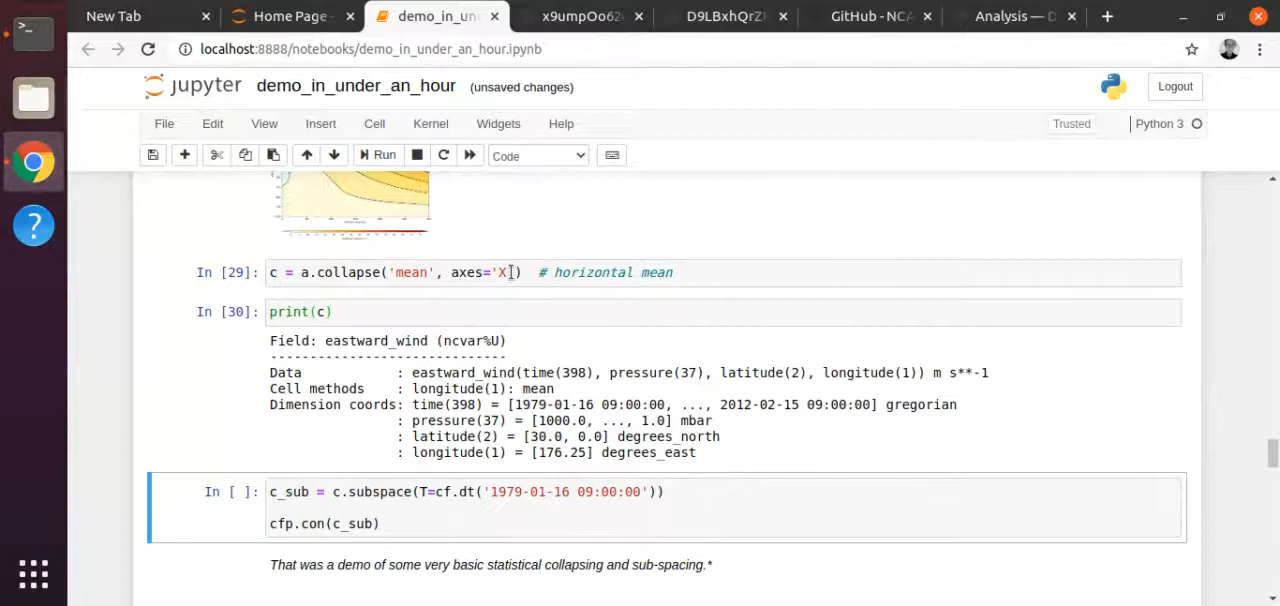 New Tab
Home Page -
demo_in_un
x9umpOo62
D9LBxhQrZ
GitHub - NCA
Analysis — D
localhost:8888/notebooks/demo_in_under_an_hour.ipynb
jupyter demo_in_under_an_hour (unsaved changes)
Logout
File Edit View Insert Cell Kernel Widgets Help
Trusted
Python 3
Run
Code
In [29]: c = a.collapse('mean', axes='X') # horizontal mean
In [30]: print(c)
Field: eastward_wind (ncvar%U)
-----------------------------
Data : eastward_wind(time(398), pressure(37), latitude(2), longitude(1)) m s**-1
Cell methods : longitude(1): mean
Dimension coords: time(398) = [1979-01-16 09:00:00, ..., 2012-02-15 09:00:00] gregorian
: pressure(37) = [1000.0, ..., 1.0] mbar
: latitude(2) = [30.0, 0.0] degrees_north
: longitude(1) = [176.25] degrees_east
In [ ]: c_sub = c.subspace(T=cf.dt('1979-01-16 09:00:00'))
cfp.con(c_sub)
That was a demo of some very basic statistical collapsing and sub-spacing.*